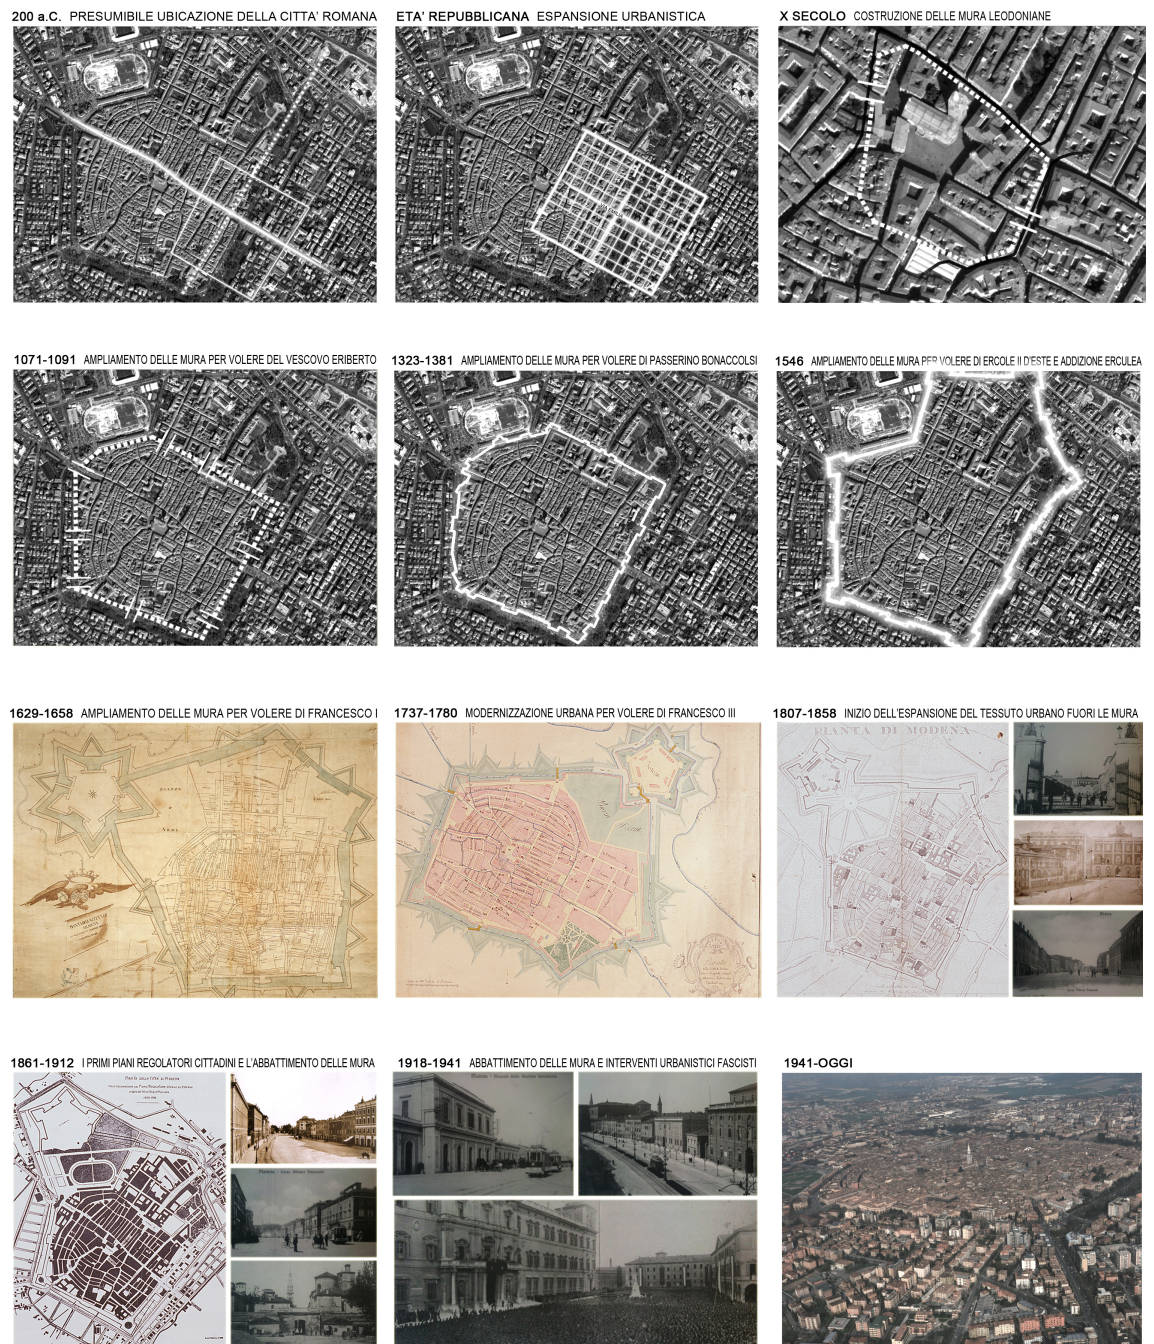 200 a.C. PRESUMIBILE UBICAZIONE DELLA CITTA' ROMANA
ETA' REPUBBLICANA ESPANSIONE URBANISTICA
X SECOLO COSTRUZIONE DELLE MURA LEODONIANE
1071-1091 AMPLIAMENTO DELLE MURA PER VOLERE DEL VESCOVO ERIBERTO
1323-1381 AMPLIAMENTO DELLE MURA PER VOLERE DI PASSERINO BONACCOLSI
1546 AMPLIAMENTO DELLE MURA PER VOLERE DI ERCOLE II D'ESTE E ADDIZIONE ERCULEA
1629-1658 AMPLIAMENTO DELLE MURA PER VOLERE DI FRANCESCO I
1737-1780 MODERNIZZAZIONE URBANA PER VOLERE DI FRANCESCO III
1807-1858 INIZIO DELL'ESPANSIONE DEL TESSUTO URBANO FUORI LE MURA
PIANTA DI MODENA
1861-1912 I PRIMI PIANI REGOLATORI CITTADINI E L'ABBATTIMENTO DELLE MURA
1918-1941 ABBATTIMENTO DELLE MURA E INTERVENTI URBANISTICI FASCISTI
1941-OGGI